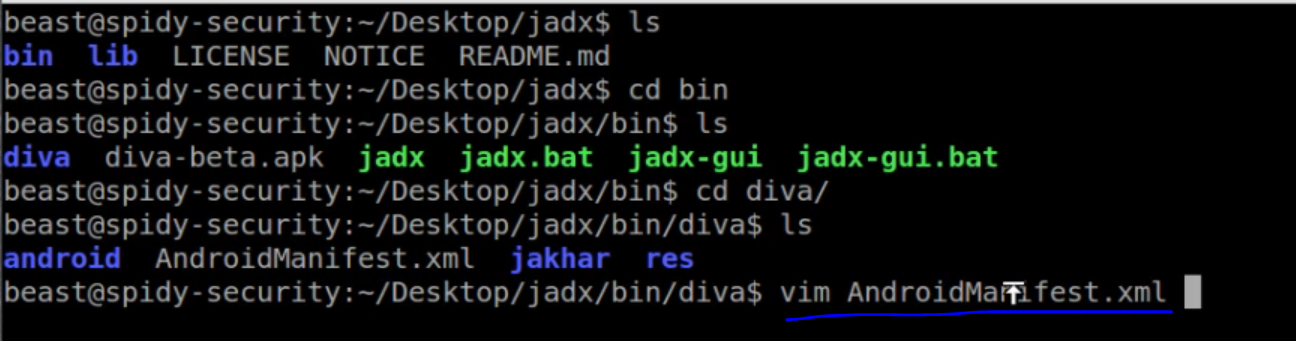 beast@spidy-security:~/Desktop/jadx$ ls
bin  lib  LICENSE  NOTICE  README.md
beast@spidy-security:~/Desktop/jadx$ cd bin
beast@spidy-security:~/Desktop/jadx/bin$ ls
diva  diva-beta.apk  jadx  jadx.bat  jadx-gui  jadx-gui.bat
beast@spidy-security:~/Desktop/jadx/bin$ cd diva/
beast@spidy-security:~/Desktop/jadx/bin/diva$ ls
android  AndroidManifest.xml  jakhar  res
beast@spidy-security:~/Desktop/jadx/bin/diva$ vim AndroidManifest.xml